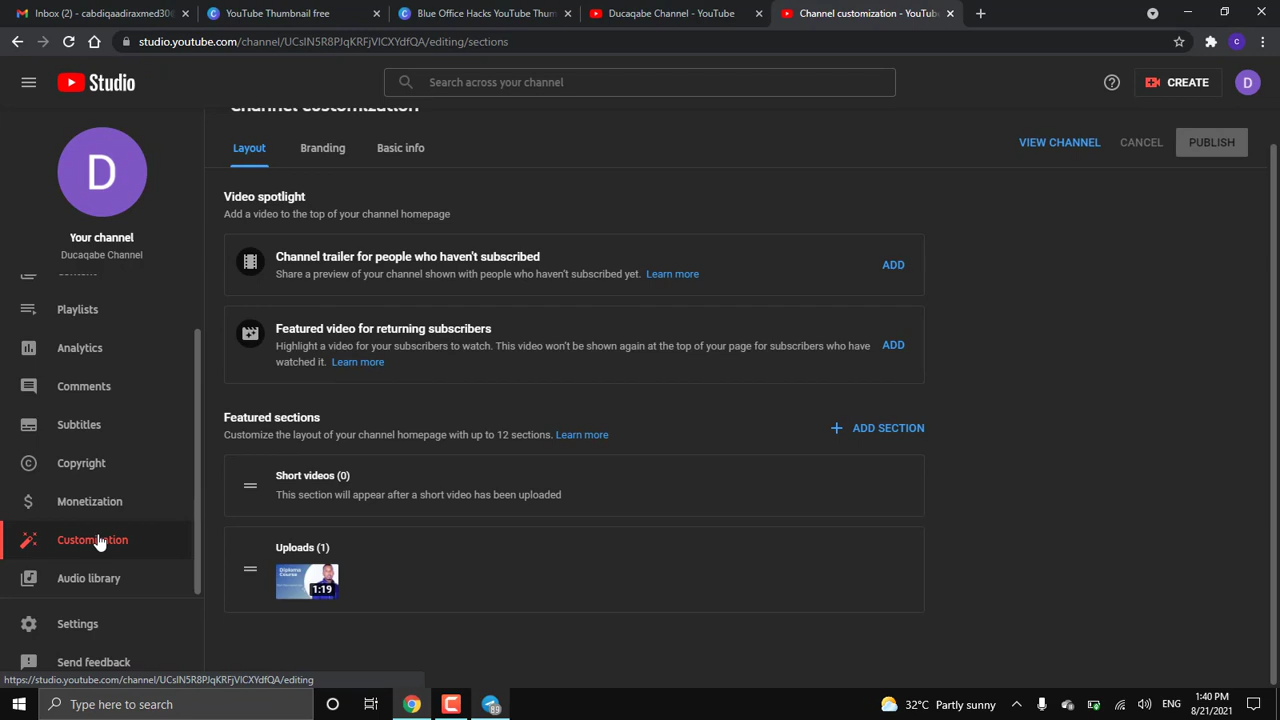 Inbox (2) - cabdiqaadiraxmed306
YouTube Thumbnail free
Blue Office Hacks YouTube Thum
Ducaqabe Channel - YouTube
Channel customization - YouTube
studio.youtube.com/channel/UCsIN5R8PJqKRFjVICXYdfQA/editing/sections
Studio
Search across your channel
CREATE
D
Channel customization
Layout
Branding
Basic info
VIEW CHANNEL
CANCEL
PUBLISH
D
Your channel
Ducaqabe Channel
Content
Playlists
Analytics
Comments
Subtitles
Copyright
Monetization
Customization
Audio library
Settings
Send feedback
Video spotlight
Add a video to the top of your channel homepage
Channel trailer for people who haven't subscribed
Share a preview of your channel shown with people who haven't subscribed yet. Learn more
ADD
Featured video for returning subscribers
Highlight a video for your subscribers to watch. This video won't be shown again at the top of your page for subscribers who have
watched it. Learn more
ADD
Featured sections
Customize the layout of your channel homepage with up to 12 sections. Learn more
ADD SECTION
Short videos (0)
This section will appear after a short video has been uploaded
Uploads (1)
Diploma
Course
1:19
https://studio.youtube.com/channel/UCsIN5R8PJqKRFjVICXYdfQA/editing
Type here to search
89
32°C Partly sunny
ENG
1:40 PM
8/21/2021